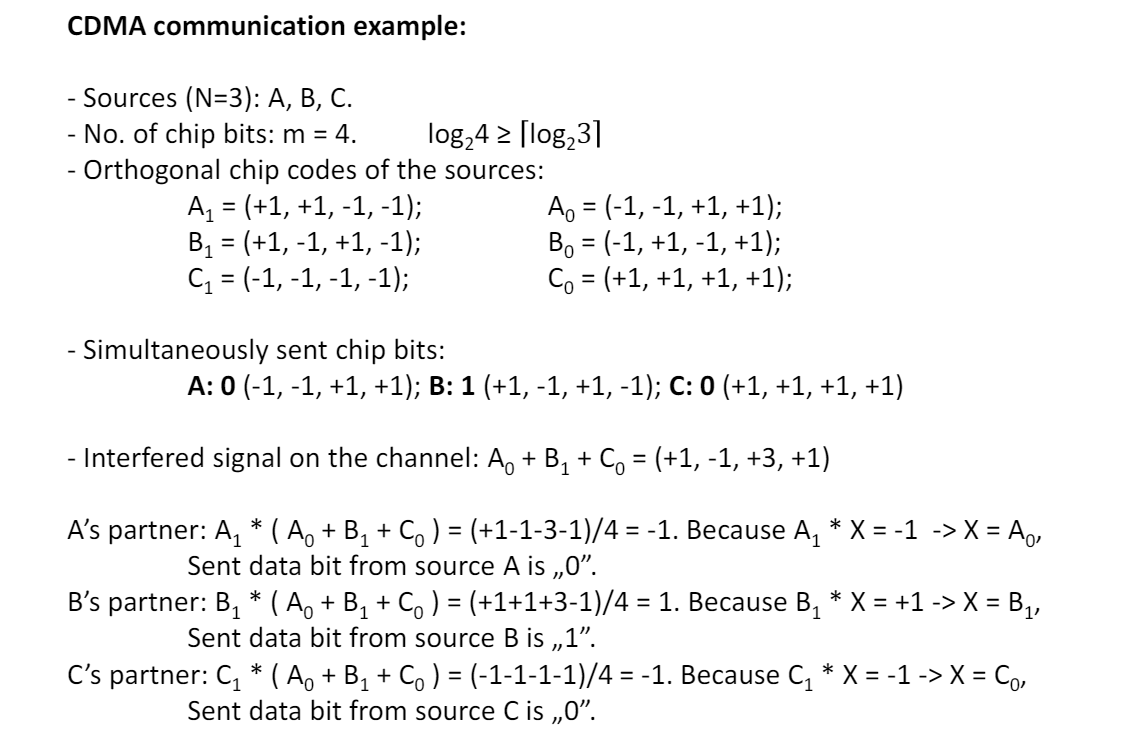 CDMA communication example:
- Sources (N=3): A, B, C.
- No. of chip bits: m = 4. log₂4 ≥ ⌈log₂3⌉
- Orthogonal chip codes of the sources:
A₁ = (+1, +1, -1, -1); A₀ = (-1, -1, +1, +1);
B₁ = (+1, -1, +1, -1); B₀ = (-1, +1, -1, +1);
C₁ = (-1, -1, -1, -1); C₀ = (+1, +1, +1, +1);
- Simultaneously sent chip bits:
A: 0 (-1, -1, +1, +1); B: 1 (+1, -1, +1, -1); C: 0 (+1, +1, +1, +1)
- Interfered signal on the channel: A₀ + B₁ + C₀ = (+1, -1, +3, +1)
A’s partner: A₁ * ( A₀ + B₁ + C₀ ) = (+1-1-3-1)/4 = -1. Because A₁ * X = -1 -> X = A₀,
Sent data bit from source A is „0”.
B’s partner: B₁ * ( A₀ + B₁ + C₀ ) = (+1+1+3-1)/4 = 1. Because B₁ * X = +1 -> X = B₁,
Sent data bit from source B is „1”.
C’s partner: C₁ * ( A₀ + B₁ + C₀ ) = (-1-1-1-1)/4 = -1. Because C₁ * X = -1 -> X = C₀,
Sent data bit from source C is „0”.